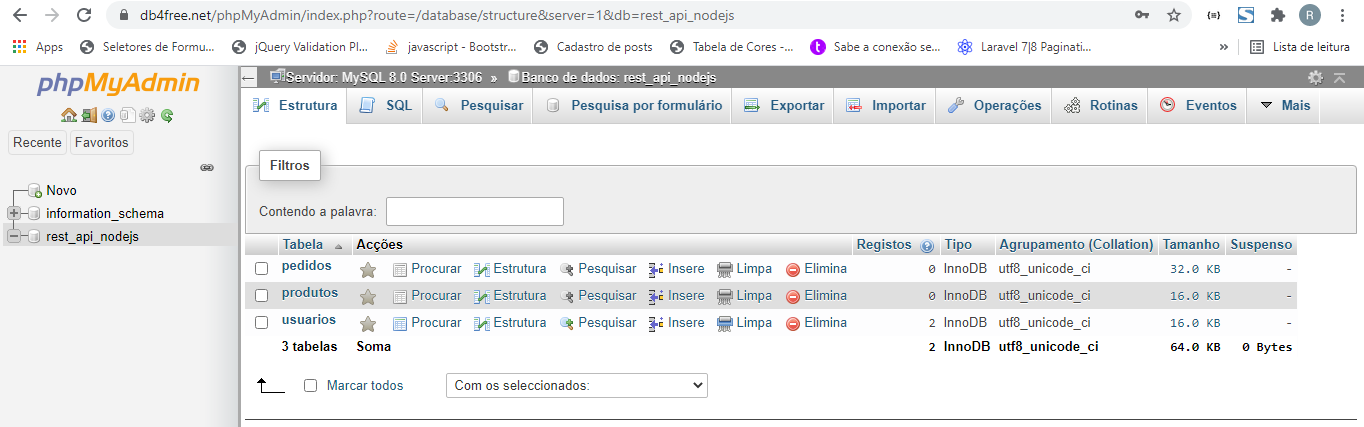 db4free.net/phpMyAdmin/index.php?route=/database/structure&server=1&db=rest_api_nodejs
R
Apps Seletores de Formu... jQuery Validation Pl... javascript - Bootstr... Cadastro de posts Tabela de Cores -... t Sabe a conexão se... Laravel 7|8 Paginati... » Lista de leitura
phpMyAdmin
Recente Favoritos
Novo
information_schema
rest_api_nodejs
Servidor: MySQL 8.0 Server:3306 » Banco de dados: rest_api_nodejs
Estrutura SQL Pesquisar Pesquisa por formulário Exportar Importar Operações Rotinas Eventos Mais
Filtros
Contendo a palavra:
Tabela Acções Registos Tipo Agrupamento (Collation) Tamanho Suspenso
pedidos Procurar Estrutura Pesquisar Insere Limpa Elimina 0 InnoDB utf8_unicode_ci 32.0 KB -
produtos Procurar Estrutura Pesquisar Insere Limpa Elimina 0 InnoDB utf8_unicode_ci 16.0 KB -
usuarios Procurar Estrutura Pesquisar Insere Limpa Elimina 2 InnoDB utf8_unicode_ci 16.0 KB -
3 tabelas Soma 2 InnoDB utf8_unicode_ci 64.0 KB 0 Bytes
Marcar todos Com os seleccionados: